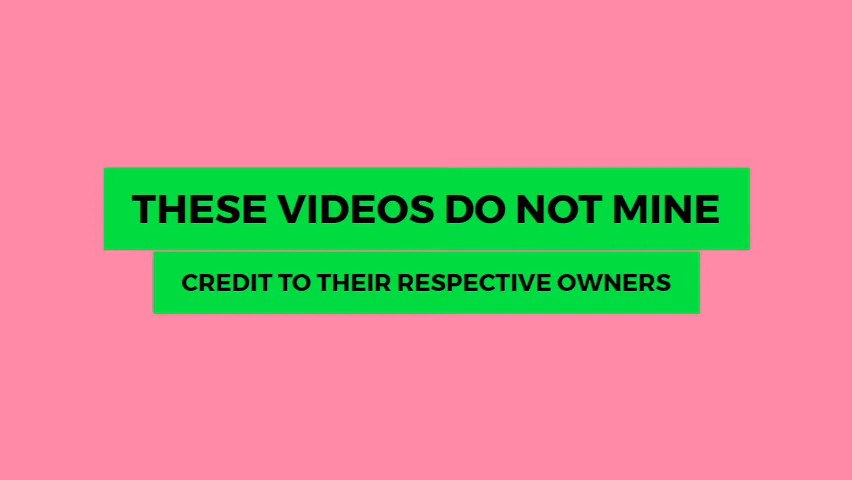 THESE VIDEOS DO NOT MINE
CREDIT TO THEIR RESPECTIVE OWNERS